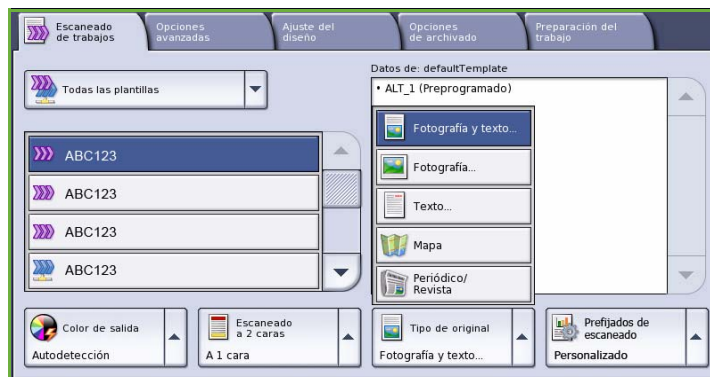 Escaneado
de trabajos
Opciones
avanzadas
Ajuste del
diseño
Opciones
de archivado
Preparación del
trabajo
Todas las plantillas
Datos de: defaultTemplate
• ALT_1 (Preprogramado)
ABC123
ABC123
ABC123
ABC123
Fotografía y texto...
Fotografía...
Texto...
Mapa
Periódico/
Revista
Color de salida
Autodetección
Escaneado
a 2 caras
A 1 cara
Tipo de original
Fotografía y texto...
Prefijados de
escaneado
Personalizado